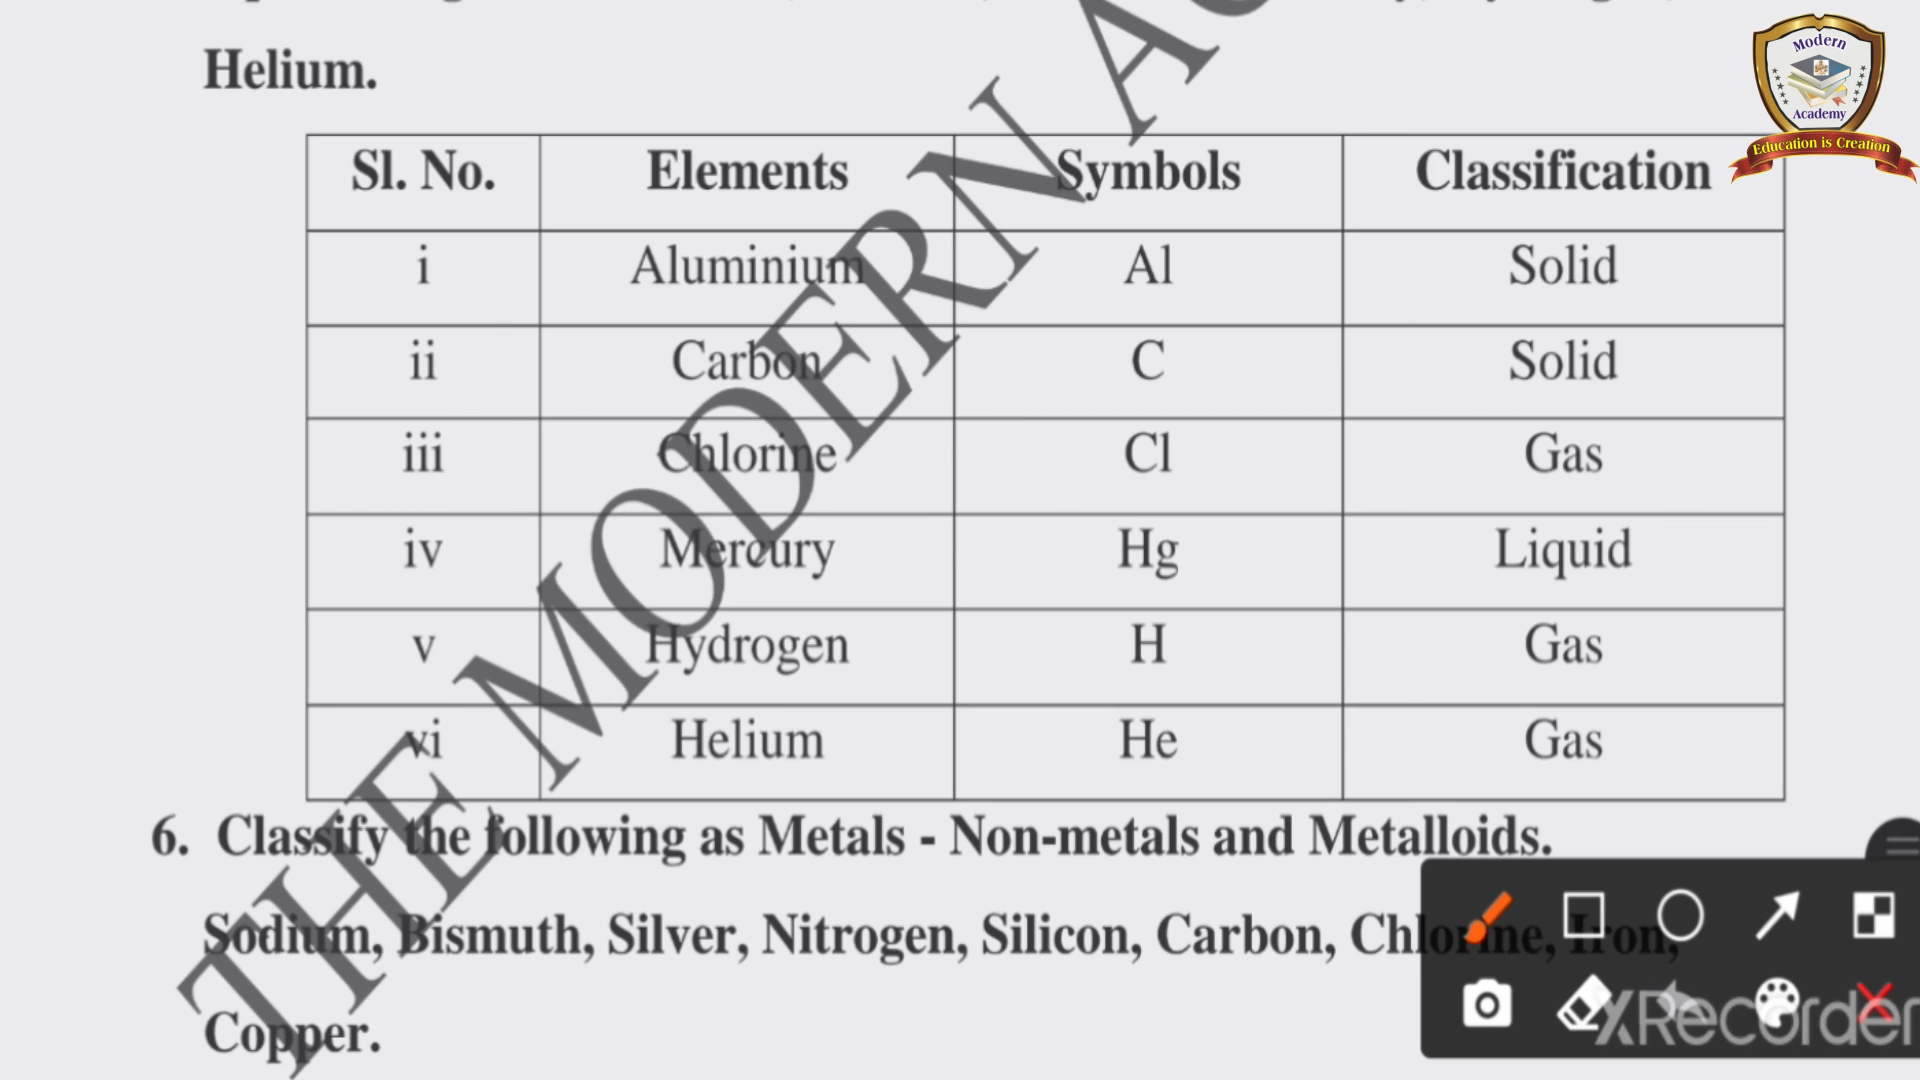 Helium.
Modern
Academy
Education is Creation
Sl. No. Elements Symbols Classification
i Aluminium Al Solid
ii Carbon C Solid
iii Chlorine Cl Gas
iv Mercury Hg Liquid
v Hydrogen H Gas
vi Helium He Gas
6. Classify the following as Metals - Non-metals and Metalloids.
Sodium, Bismuth, Silver, Nitrogen, Silicon, Carbon, Chlorine, Iron,
Copper.
THE MODERN
XRecorder